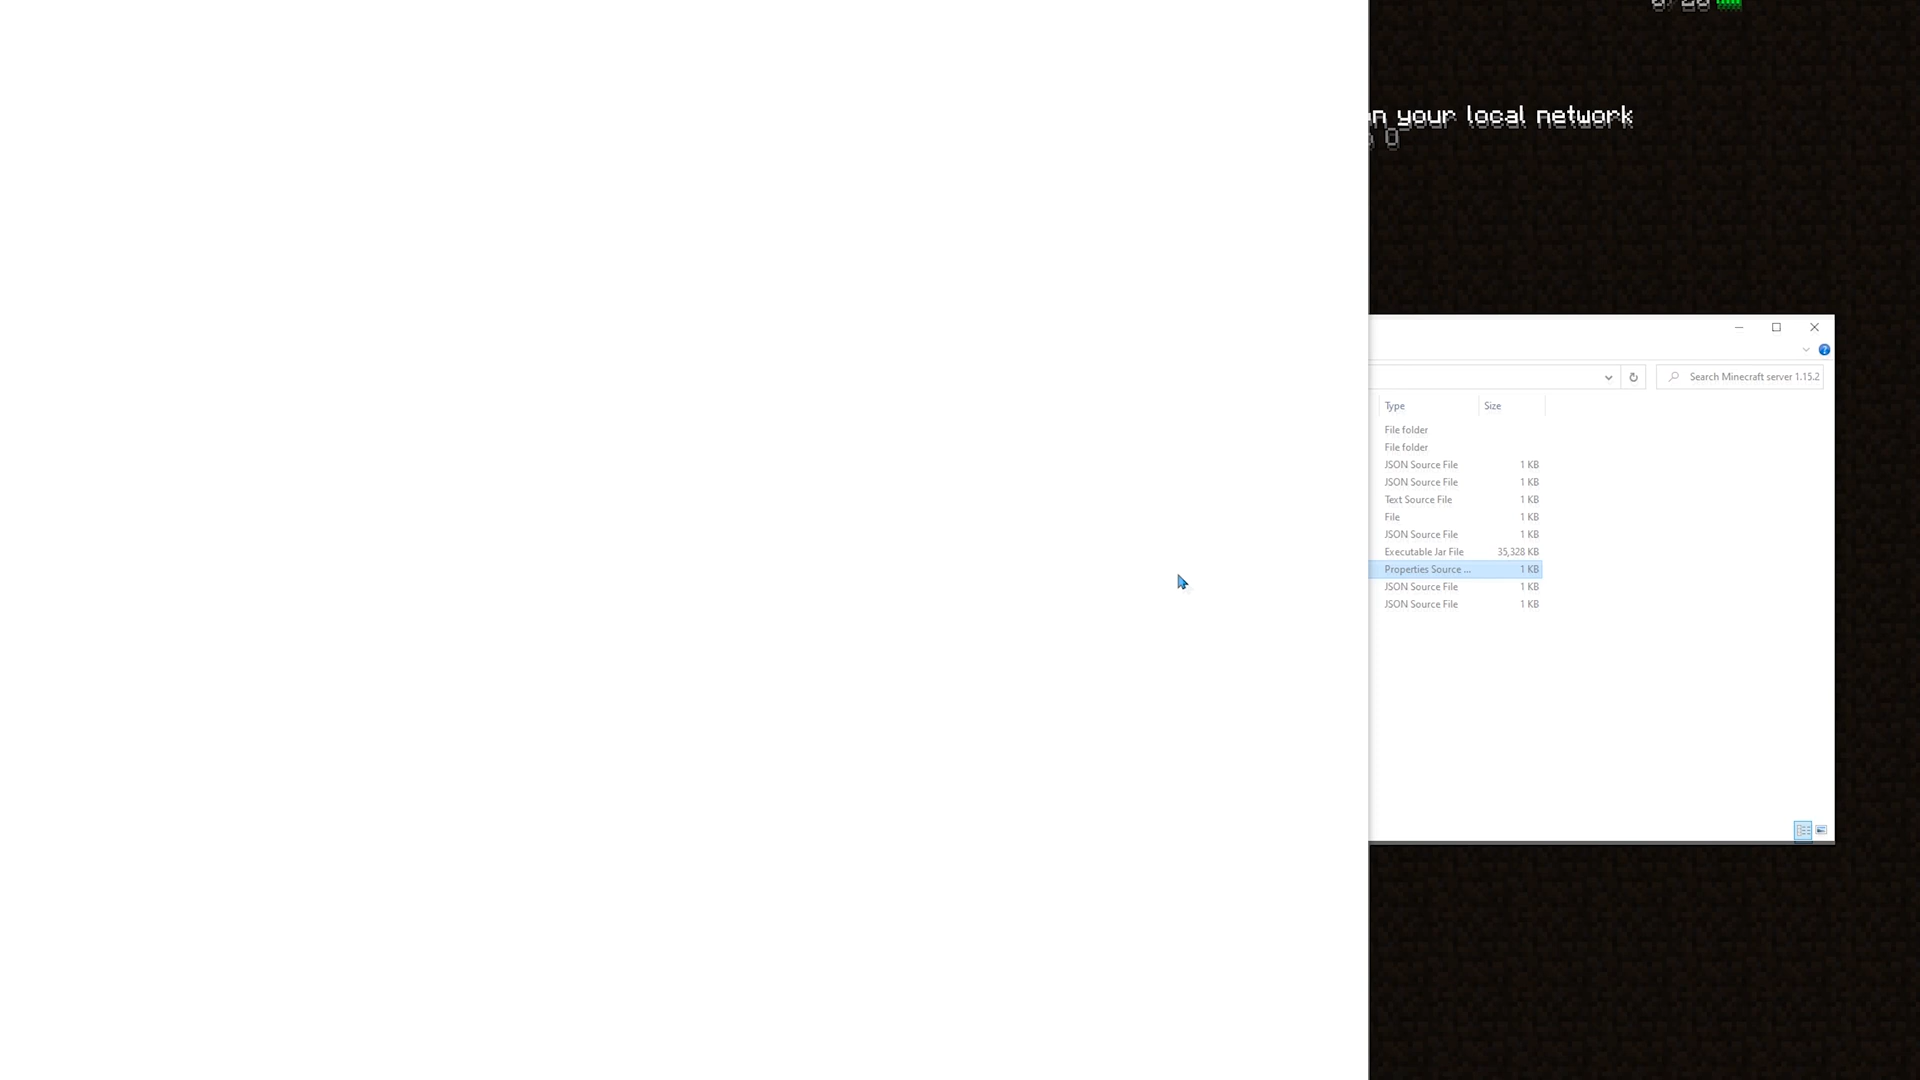 n your local network
0
Search Minecraft server 1.15.2
Type Size
File folder
File folder
JSON Source File 1 KB
JSON Source File 1 KB
Text Source File 1 KB
File 1 KB
JSON Source File 1 KB
Executable Jar File 35,328 KB
Properties Source ... 1 KB
JSON Source File 1 KB
JSON Source File 1 KB